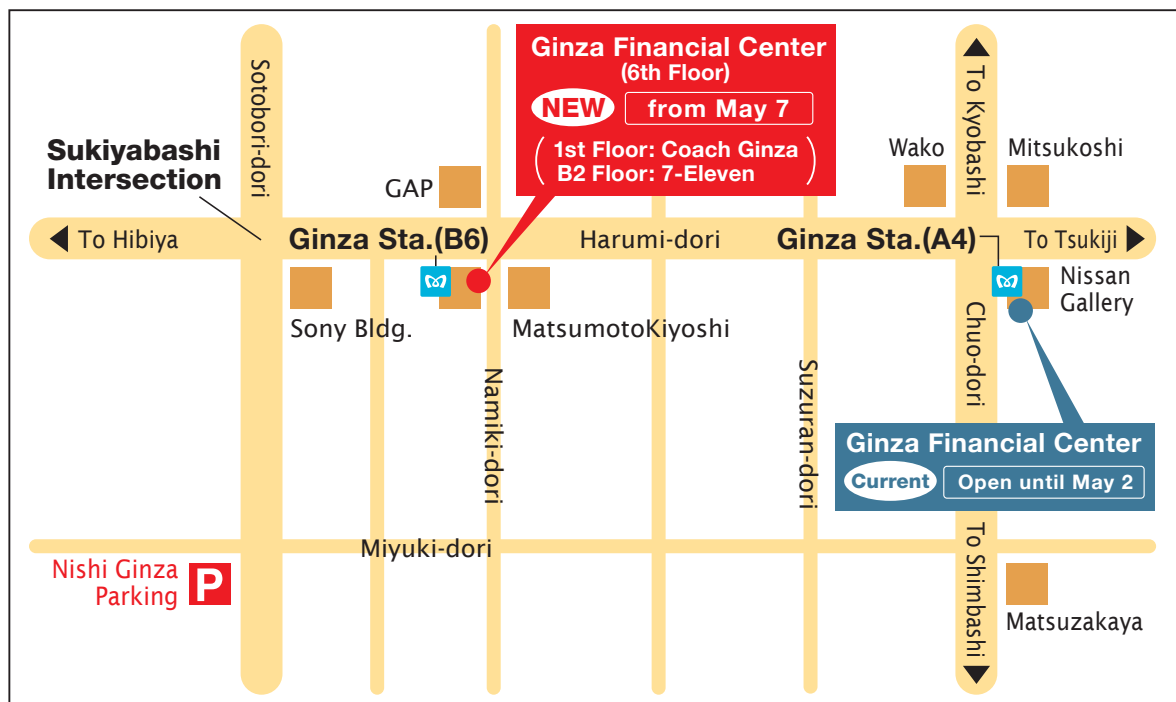 Ginza Financial Center
(6th Floor)
NEW from May 7
(1st Floor: Coach Ginza
B2 Floor: 7-Eleven)
To Kyobashi
Sotobori-dori
Sukiyabashi
Intersection
GAP
Wako
Mitsukoshi
To Hibiya
Ginza Sta.(B6)
Harumi-dori
Ginza Sta.(A4)
To Tsukiji
Sony Bldg.
MatsumotoKiyoshi
Nissan
Gallery
Chuo-dori
Namiki-dori
Suzuran-dori
Ginza Financial Center
Current Open until May 2
Miyuki-dori
Nishi Ginza
Parking
P
To Shimbashi
Matsuzakaya